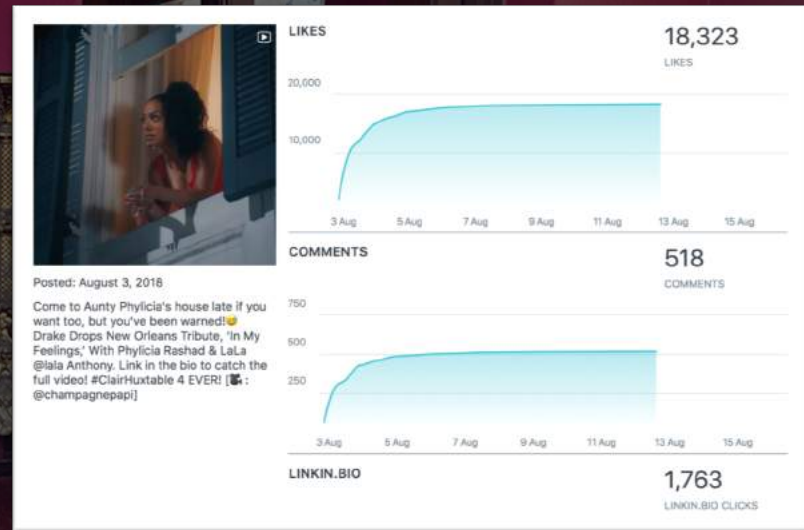 LIKES
18,323
LIKES
20,000
10,000
3 Aug 5 Aug 7 Aug 9 Aug 11 Aug 13 Aug 15 Aug
COMMENTS
518
COMMENTS
750
500
250
3 Aug 5 Aug 7 Aug 9 Aug 11 Aug 13 Aug 15 Aug
LINKIN.BIO
1,763
LINKIN.BIO CLICKS
Posted: August 3, 2018
Come to Aunty Phylicia's house late if you
want too, but you've been warned!😅
Drake Drops New Orleans Tribute, 'In My
Feelings,' With Phylicia Rashad & LaLa
@lala Anthony. Link in the bio to catch the
full video! #ClairHuxtable 4 EVER! [🎥 :
@champagnepapi]